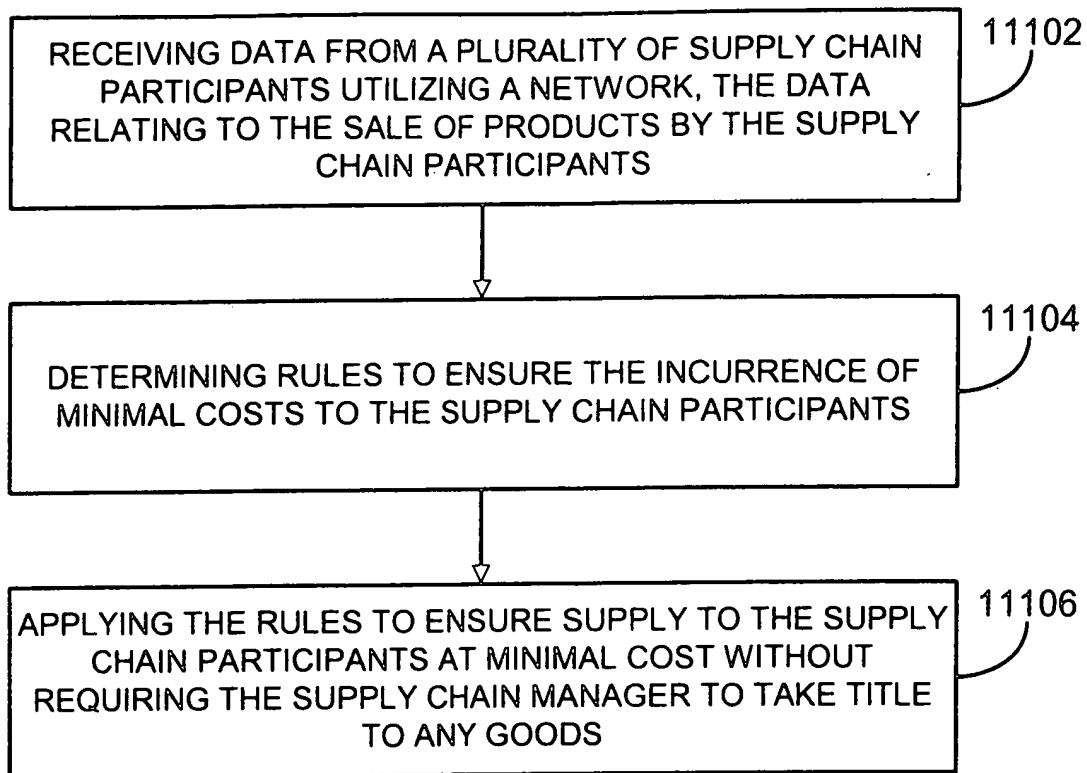 RECEIVING DATA FROM A PLURALITY OF SUPPLY CHAIN
PARTICIPANTS UTILIZING A NETWORK, THE DATA
RELATING TO THE SALE OF PRODUCTS BY THE SUPPLY
CHAIN PARTICIPANTS
11102
DETERMINING RULES TO ENSURE THE INCURRENCE OF
MINIMAL COSTS TO THE SUPPLY CHAIN PARTICIPANTS
11104
APPLYING THE RULES TO ENSURE SUPPLY TO THE SUPPLY
CHAIN PARTICIPANTS AT MINIMAL COST WITHOUT
REQUIRING THE SUPPLY CHAIN MANAGER TO TAKE TITLE
TO ANY GOODS
11106